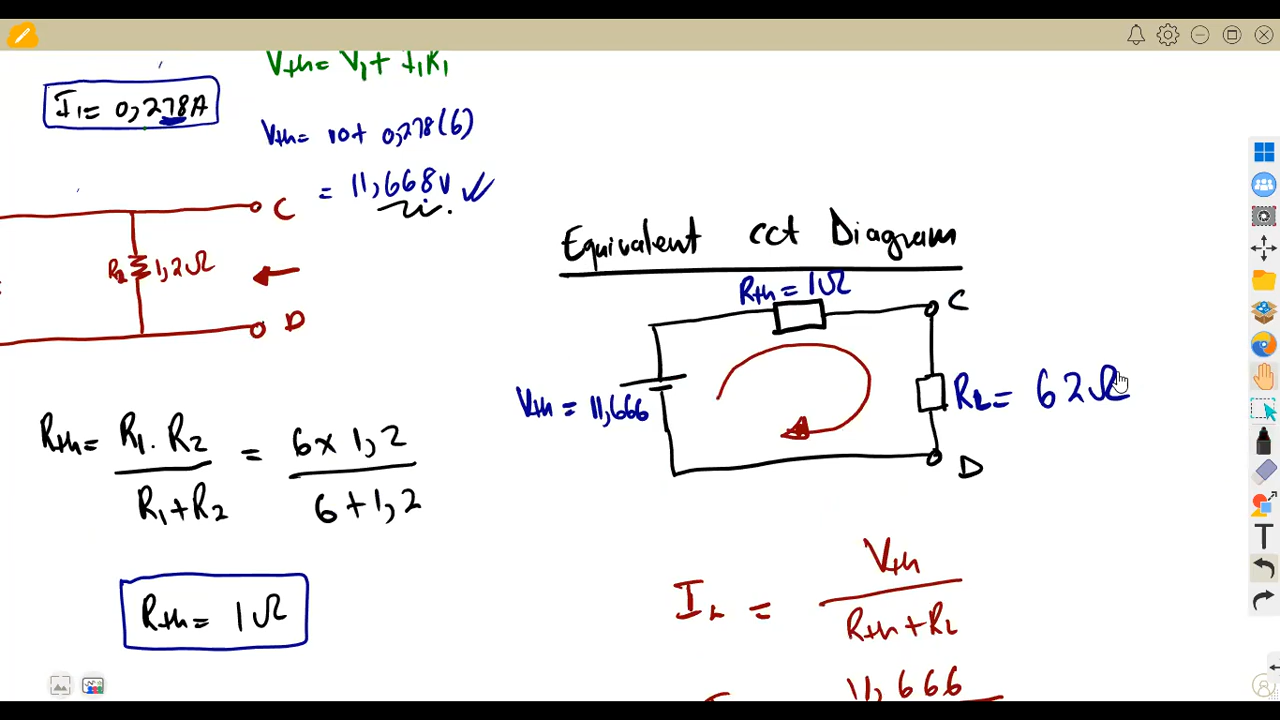 Vth = V1 + I1R1
I1 = 0,278A
Vth = 10 + 0,278(6)
= 11,668V
C
R2 1,2Ω
D
Equivalent cct Diagram
Rth = 1Ω
C
Vth = 11,666
RL = 62Ω
D
Rth = R1 . R2 / R1 + R2 = 6 x 1,2 / 6 + 1,2
Rth = 1Ω
IL = Vth / Rth + RL
11,666
T